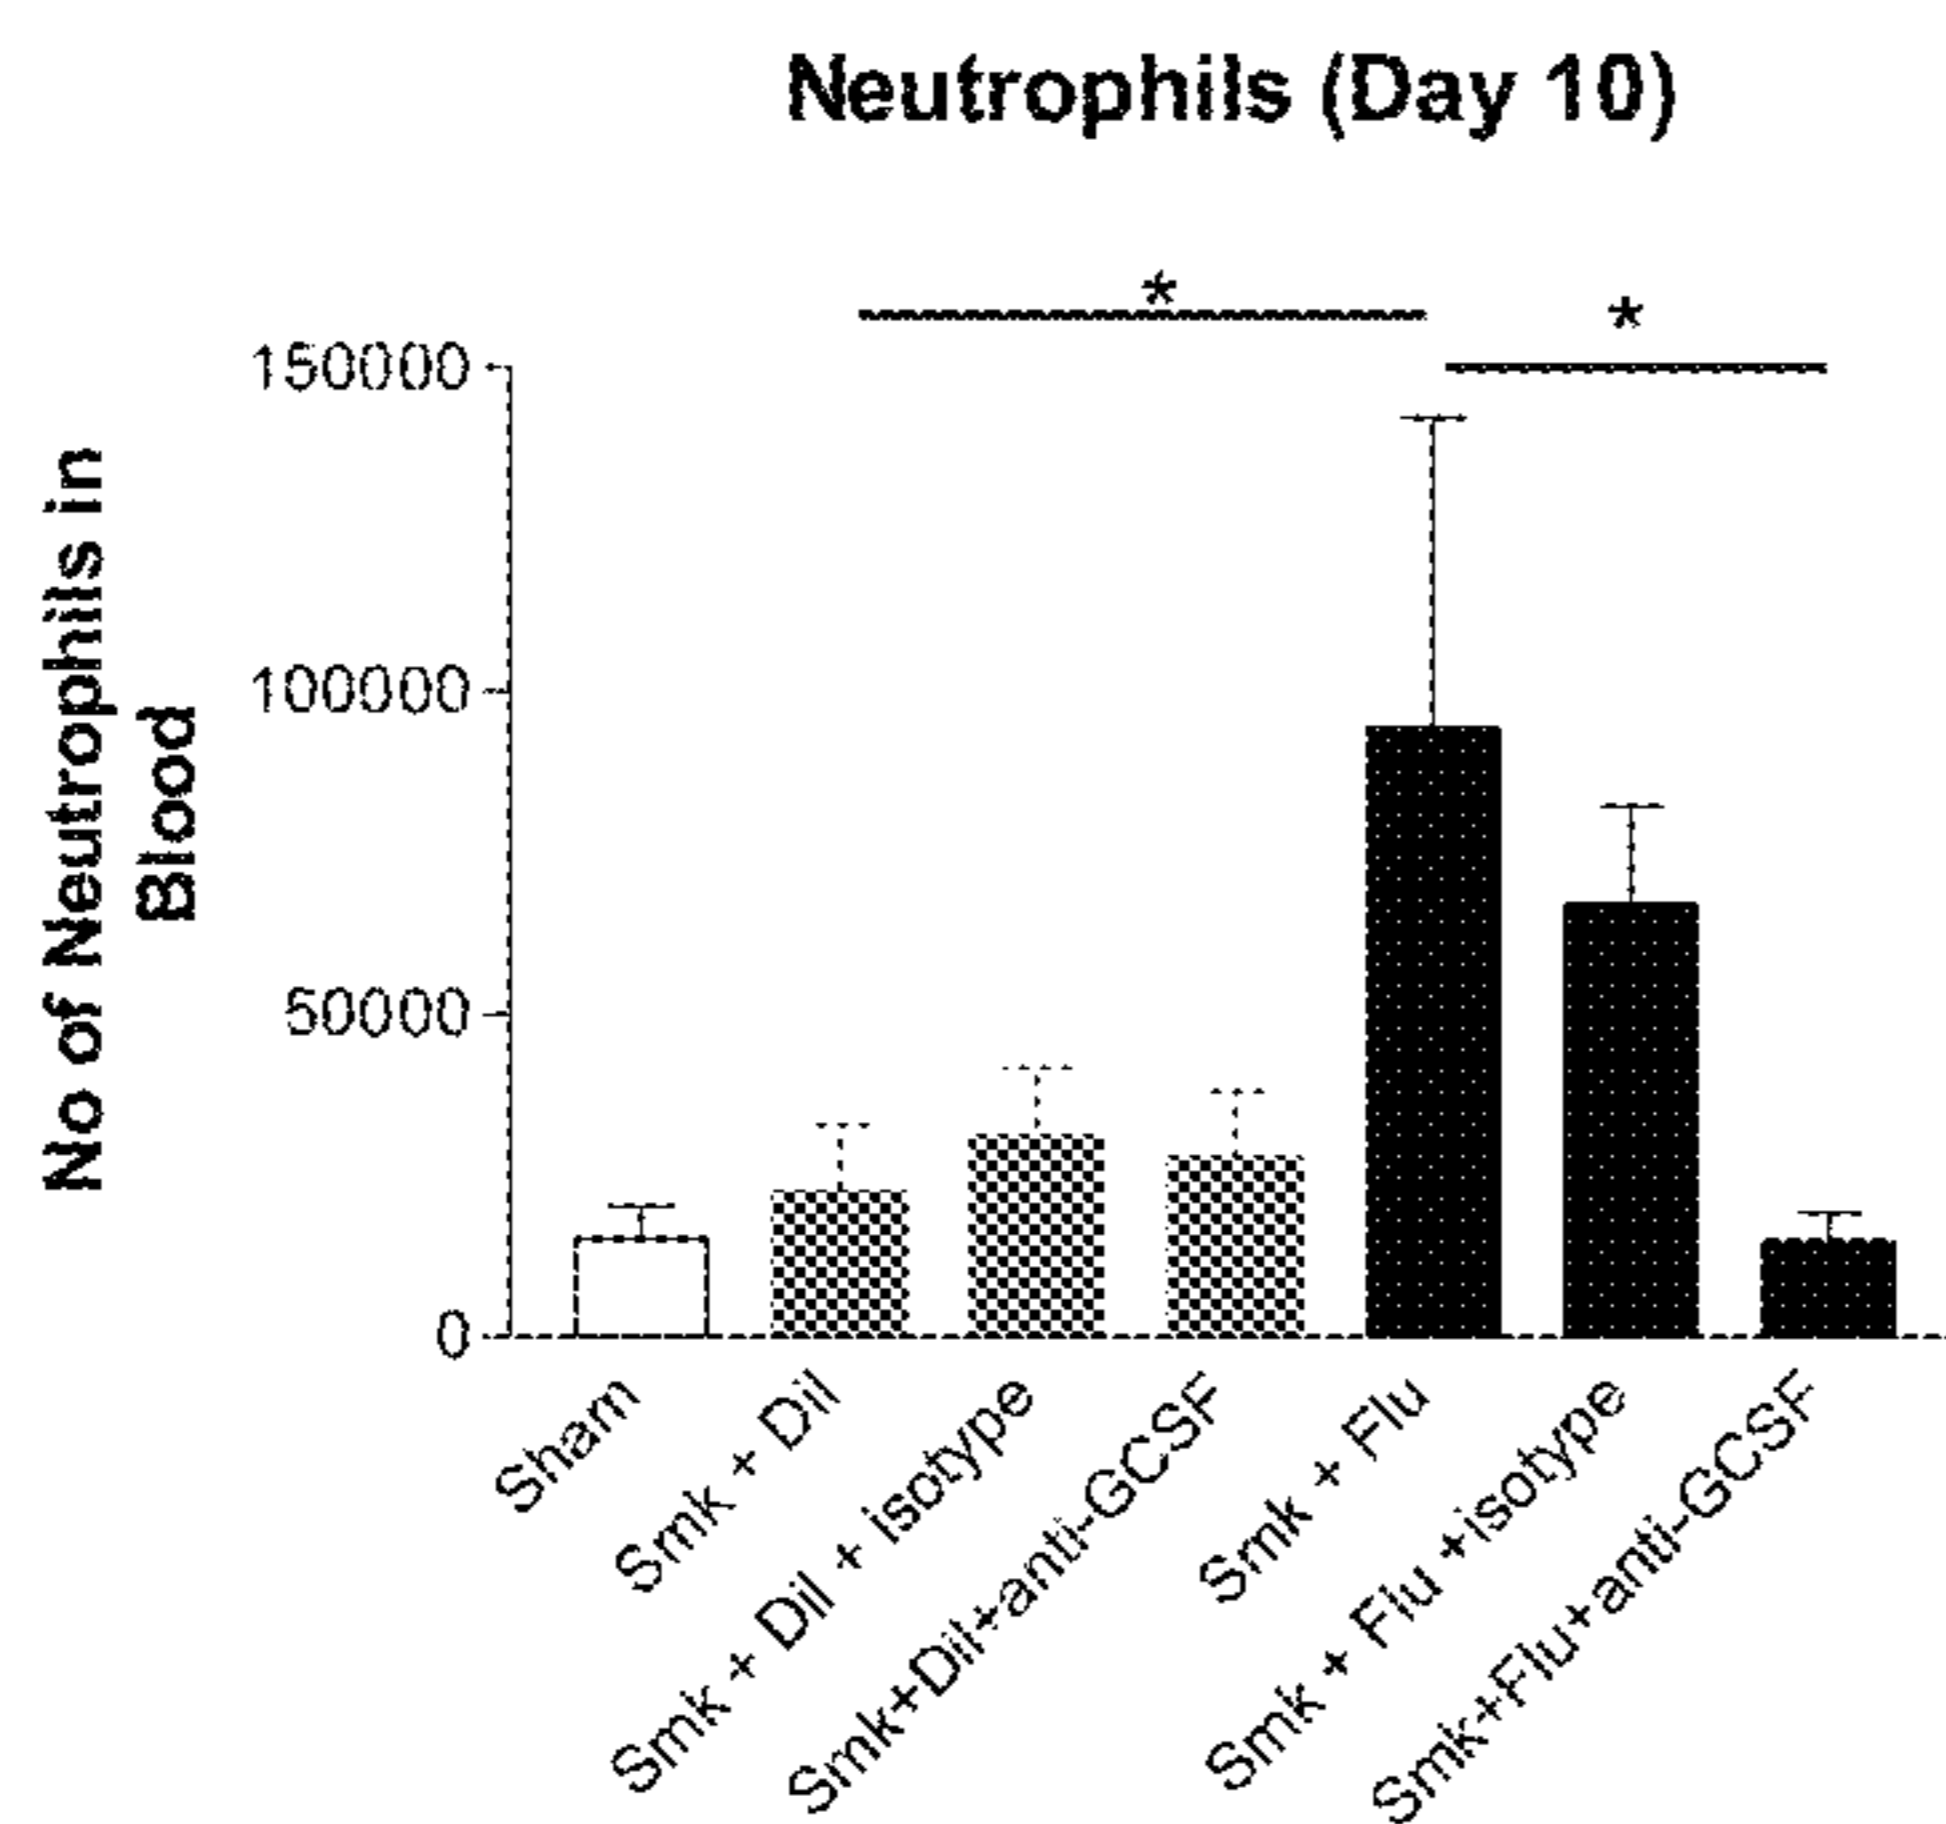 Neutrophils (Day 10)
*
*
150000
100000
50000
0
No of Neutrophils in
Blood
Sham
Smk + Dil
Smk + Dil + isotype
Smk+Dil+anti-GCSF
Smk + Flu
Smk + Flu +isotype
Smk+Flu+anti-GCSF